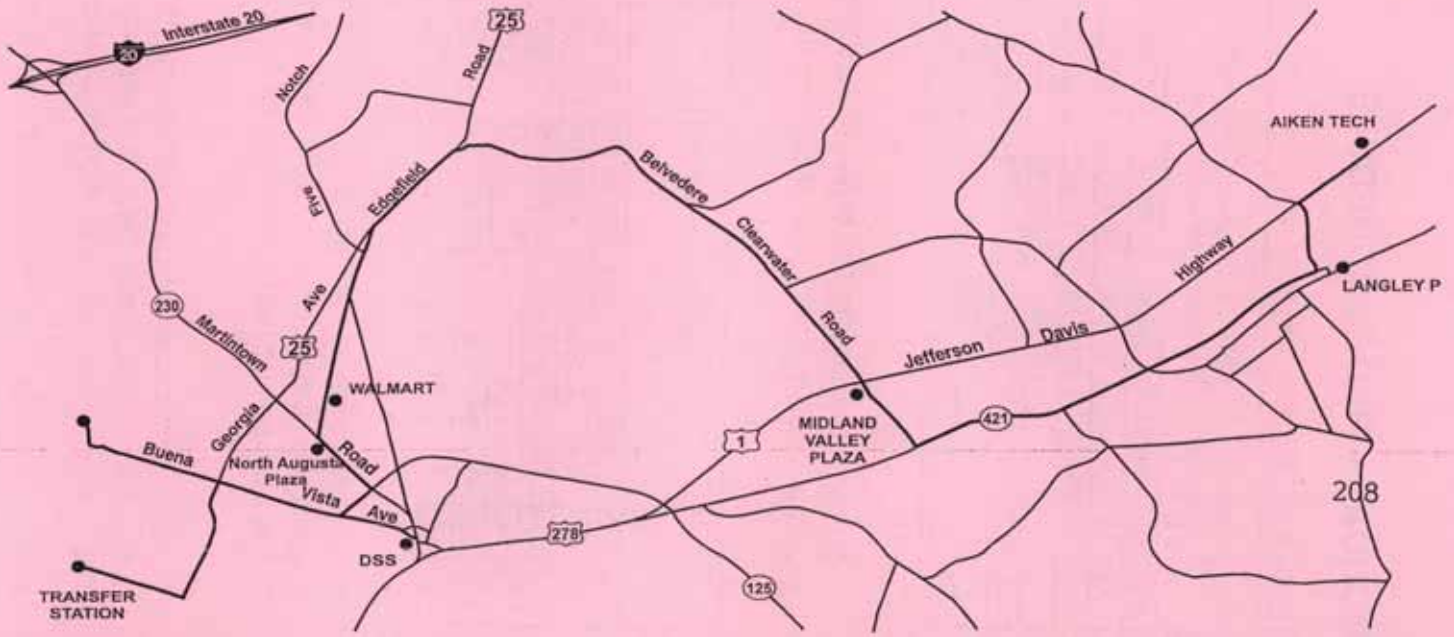 Interstate 20
20
Notch
Five
25
Road
Edgefield
Belvedere
Clearwater
Road
AIKEN TECH
Highway
LANGLEY P
Davis
Jefferson
230
Martintown
Road
Ave
25
Georgia
WALMART
North Augusta
Plaza
Buena
Vista
Ave
MIDLAND
VALLEY
PLAZA
421
1
278
208
DSS
125
TRANSFER
STATION